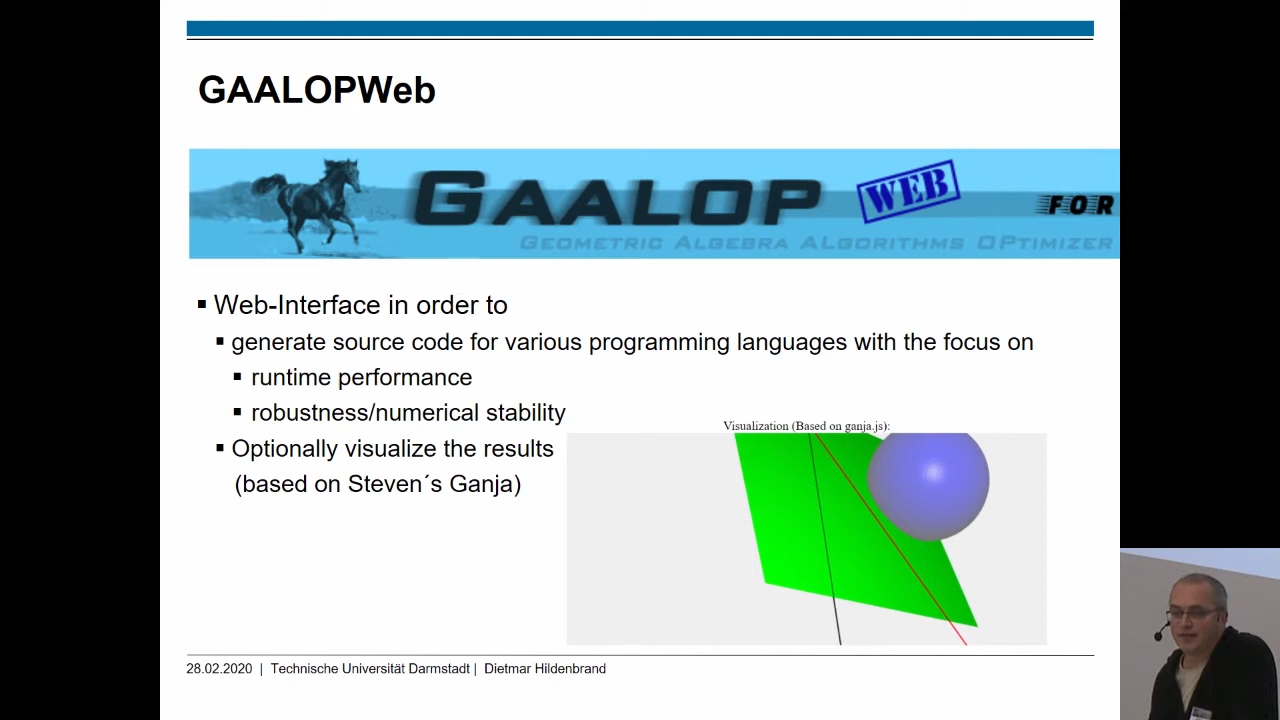 GAALOPWeb
GAALOP WEB FOR
GEOMETRIC ALGEBRA ALGORITHMS OPTIMIZER
▪ Web-Interface in order to
▪ generate source code for various programming languages with the focus on
▪ runtime performance
▪ robustness/numerical stability
▪ Optionally visualize the results
(based on Steven´s Ganja)
Visualization (Based on ganja.js):
28.02.2020 | Technische Universität Darmstadt | Dietmar Hildenbrand